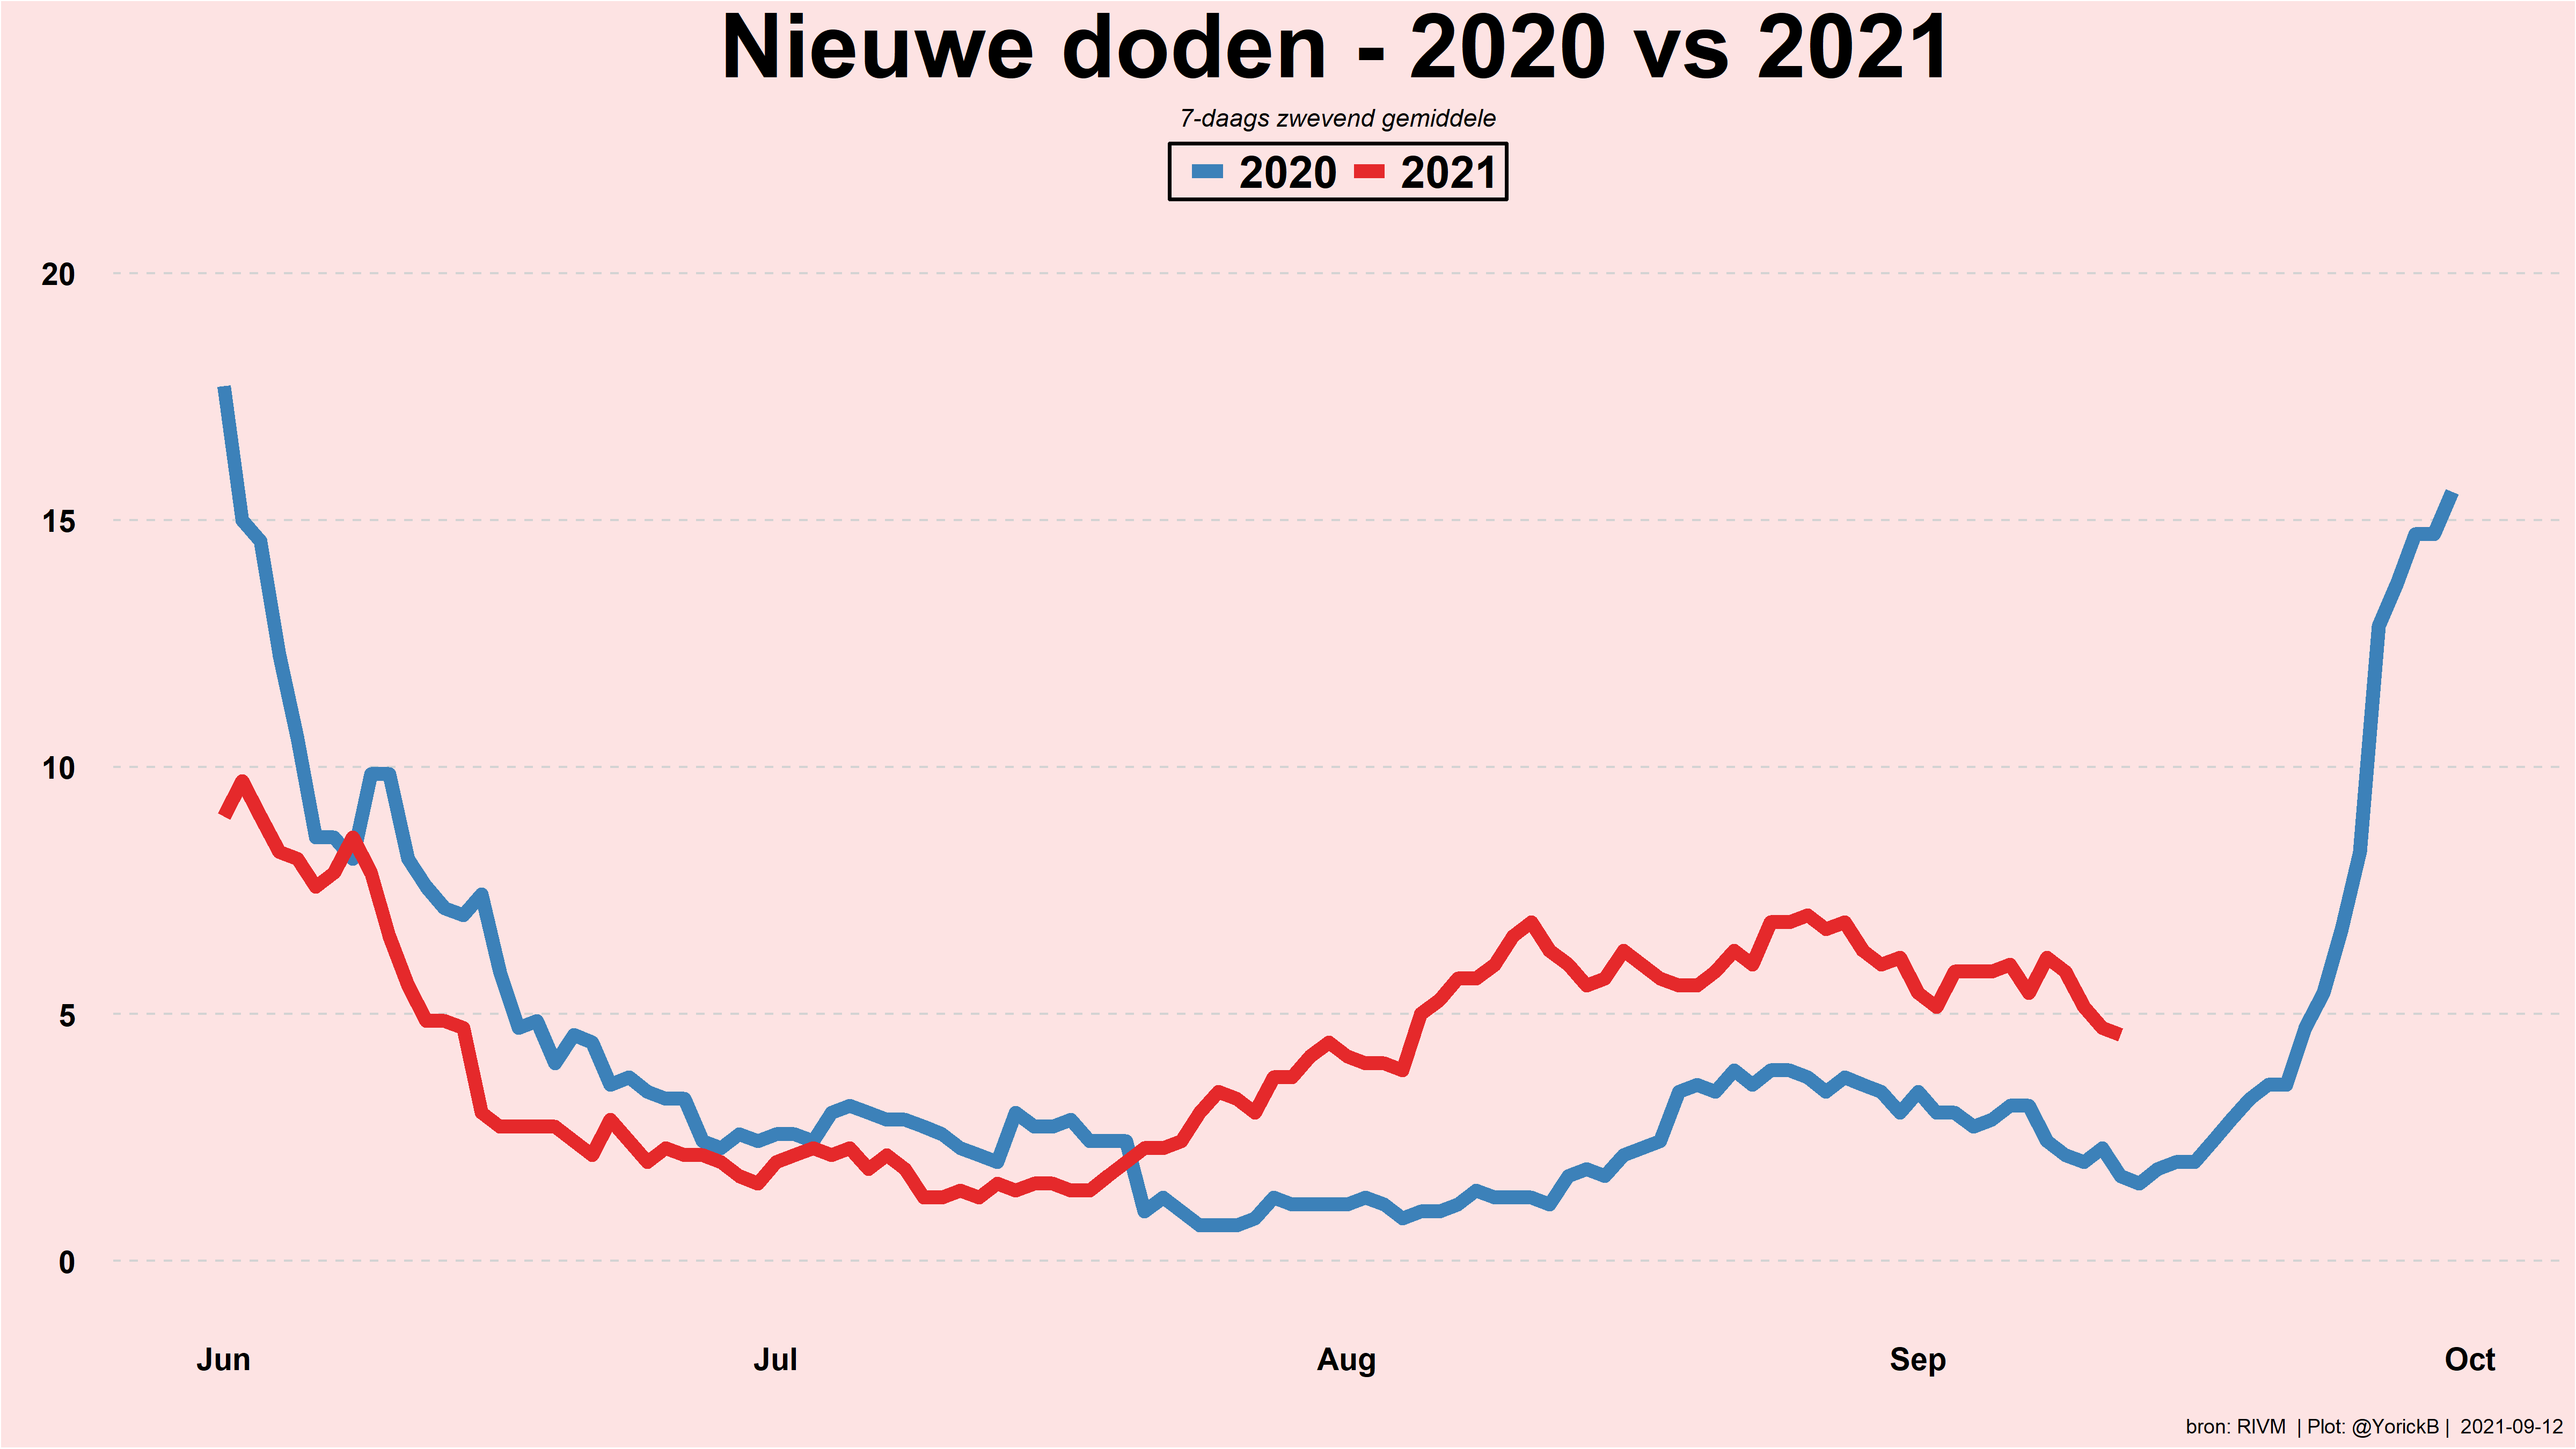 Nieuwe doden - 2020 vs 2021
7-daags zwevend gemiddele
2020 2021
20
15
10
5
0
Jun Jul Aug Sep Oct
bron: RIVM | Plot: @YorickB | 2021-09-12